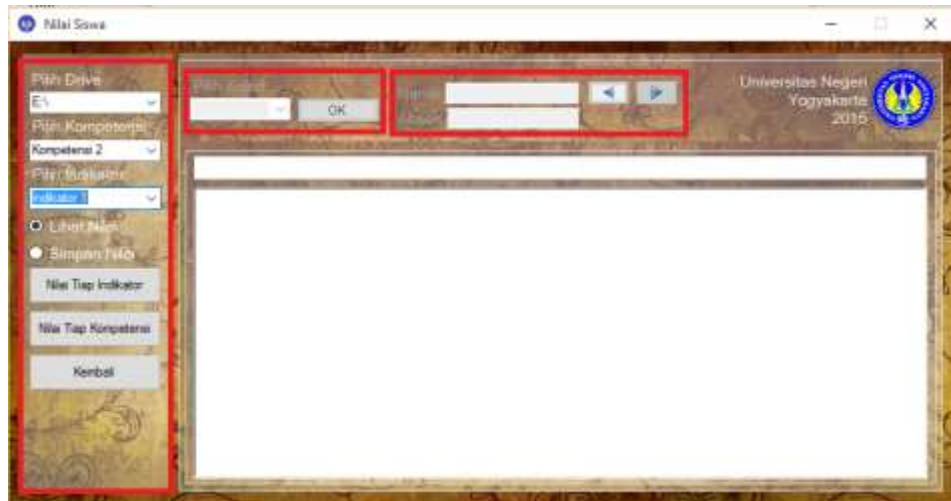 Nilai Siswa
Pilih Drive
E:\
Pilih Kompetensi
Kompetensi 2
Pilih Indikator
Indikator 1
Lihat Nilai
Simpan Nilai
Nilai Tiap Indikator
Nilai Tiap Kompetensi
Kembali
OK
Universitas Negeri
Yogyakarta
2015